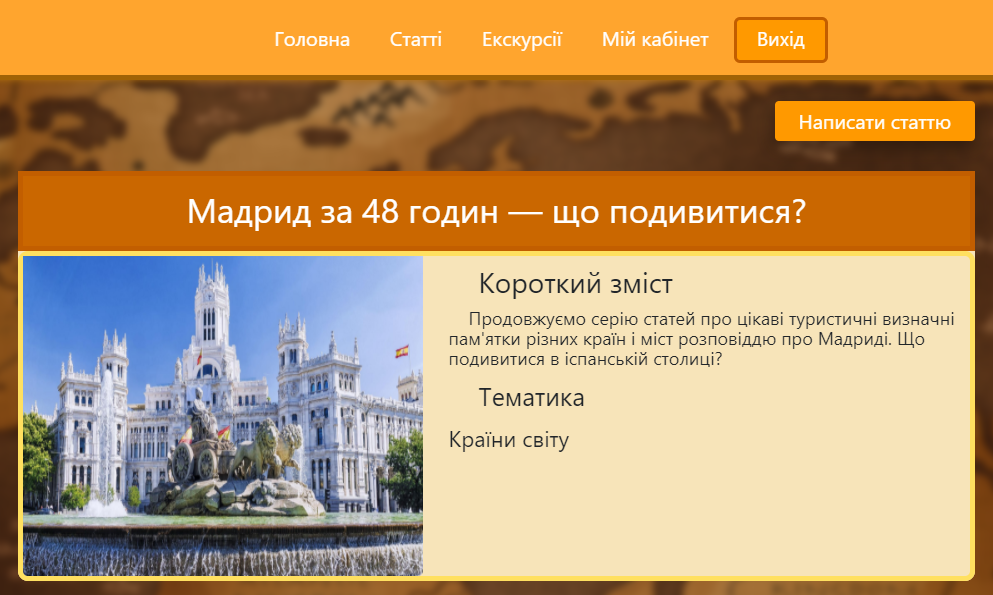 Головна Статті Екскурсії Мій кабінет Вихід
Написати статтю
Мадрид за 48 годин — що подивитися?
Короткий зміст
Продовжуємо серію статей про цікаві туристичні визначні
пам'ятки різних країн і міст розповіддю про Мадриді. Що
подивитися в іспанській столиці?
Тематика
Країни світу